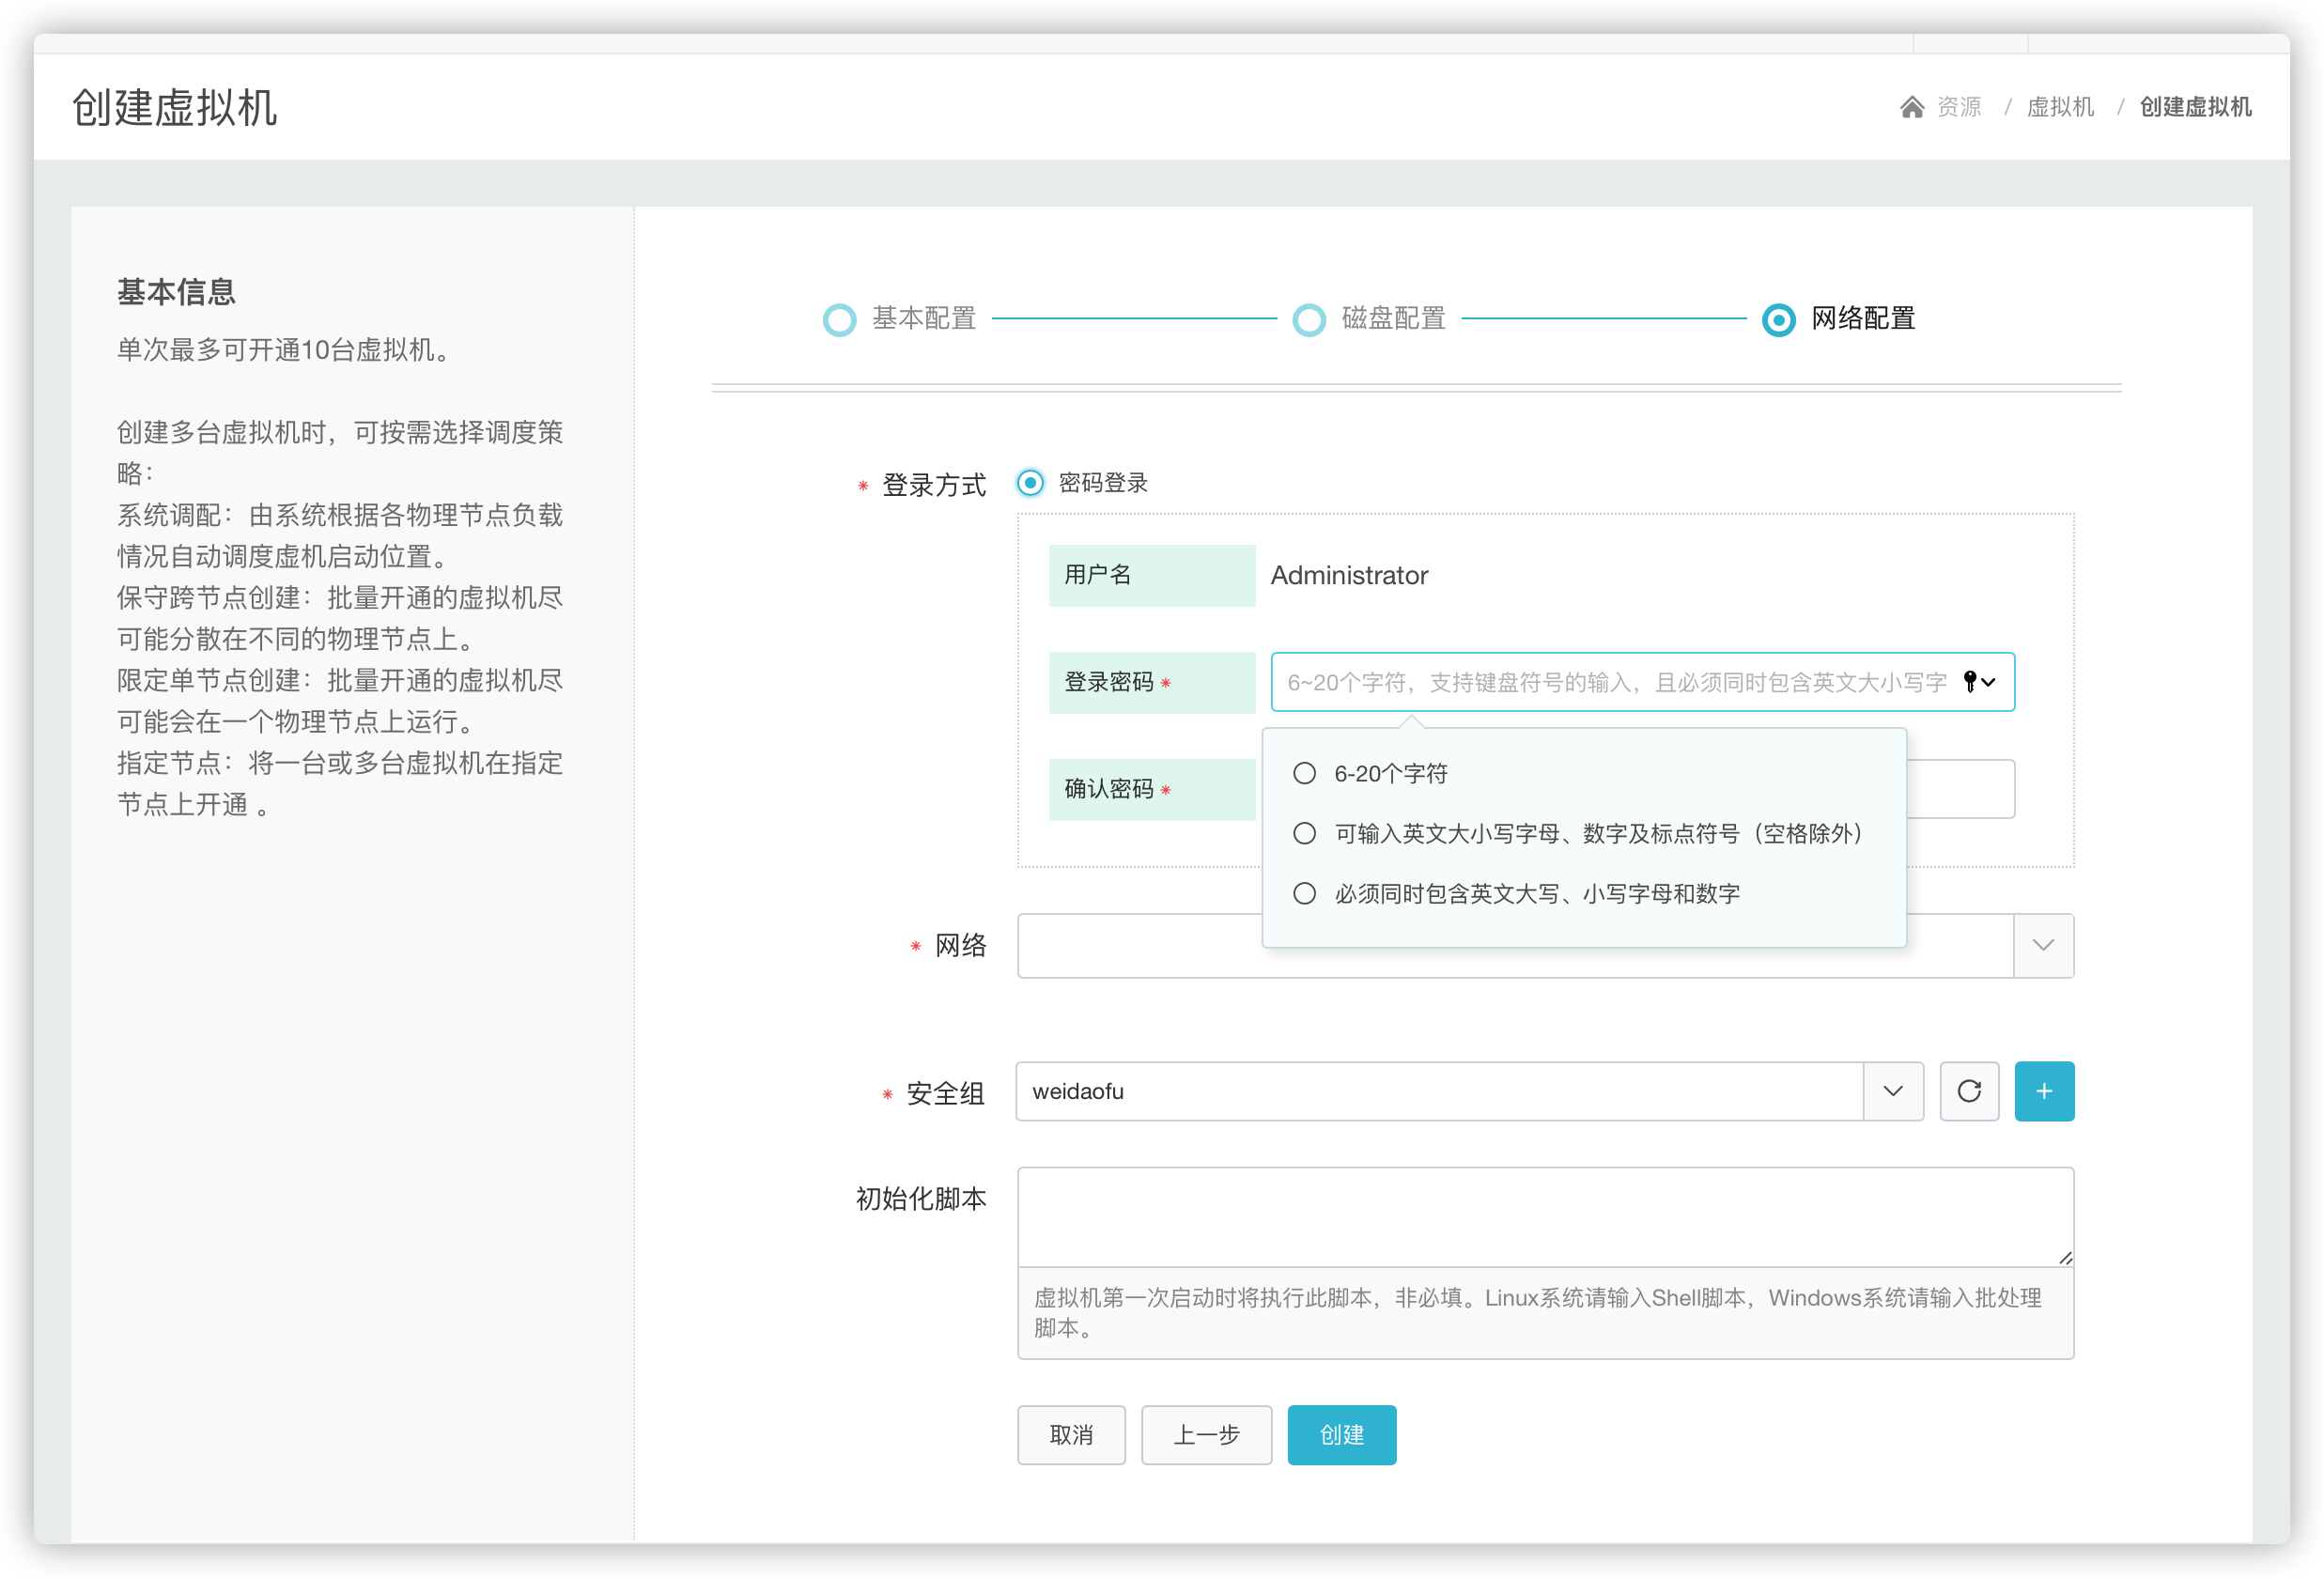 创建虚拟机
资源 / 虚拟机 / 创建虚拟机
基本信息
单次最多可开通10台虚拟机。
创建多台虚拟机时，可按需选择调度策
略：
系统调配：由系统根据各物理节点负载
情况自动调度虚机启动位置。
保守跨节点创建：批量开通的虚拟机尽
可能分散在不同的物理节点上。
限定单节点创建：批量开通的虚拟机尽
可能会在一个物理节点上运行。
指定节点：将一台或多台虚拟机在指定
节点上开通 。
基本配置
磁盘配置
网络配置
* 登录方式
密码登录
用户名
Administrator
登录密码 *
6~20个字符，支持键盘符号的输入，且必须同时包含英文大小写字
6-20个字符
可输入英文大小写字母、数字及标点符号（空格除外）
必须同时包含英文大写、小写字母和数字
确认密码 *
* 网络
* 安全组
weidaofu
初始化脚本
虚拟机第一次启动时将执行此脚本，非必填。Linux系统请输入Shell脚本，Windows系统请输入批处理
脚本。
取消
上一步
创建